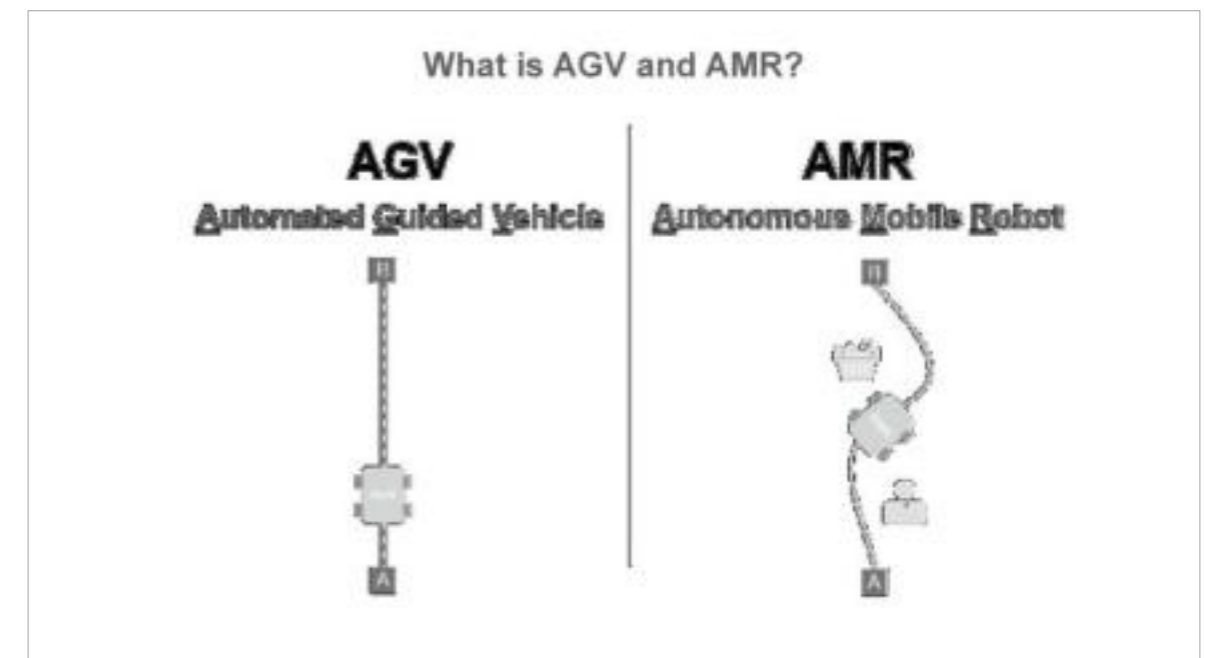 What is AGV and AMR?
AGV
Automated Guided Vehicle
B
A
AMR
Autonomous Mobile Robot
B
A